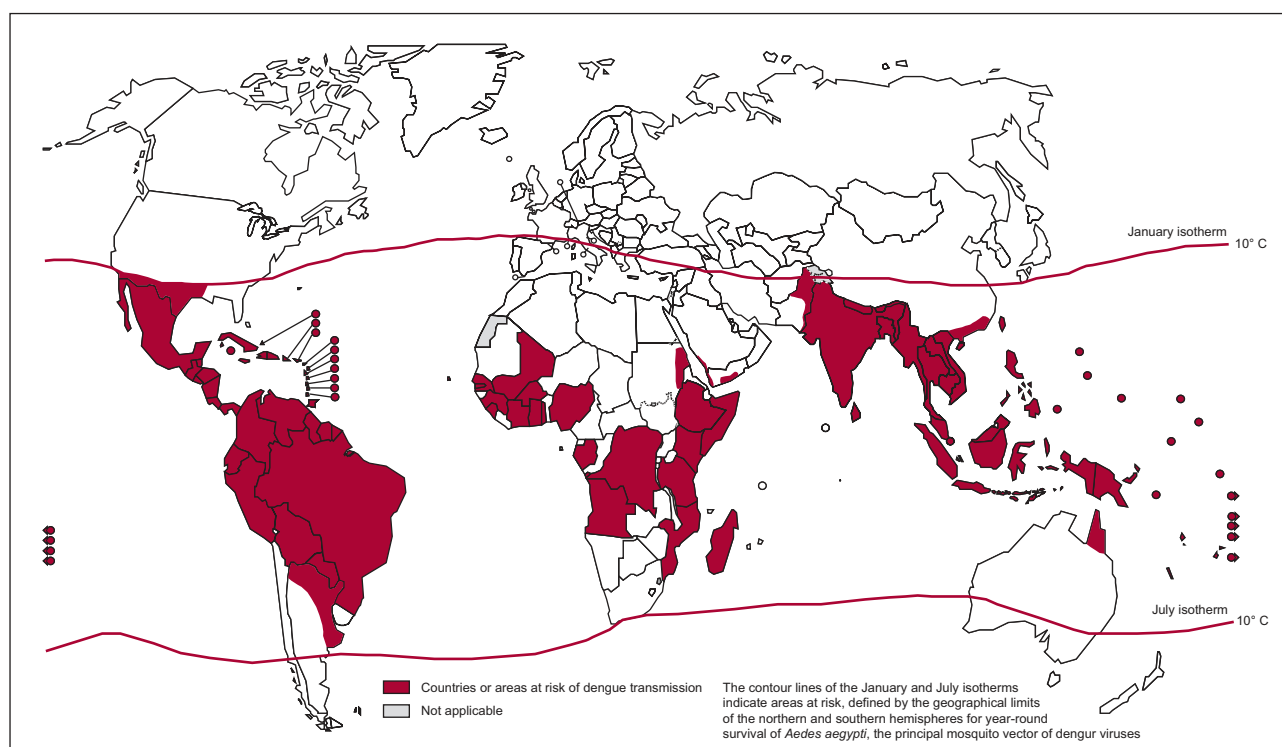 January isotherm
10° C
July isotherm
10° C
Countries or areas at risk of dengue transmission
Not applicable
The contour lines of the January and July isotherms
indicate areas at risk, defined by the geographical limits
of the northern and southern hemispheres for year-round
survival of Aedes aegypti, the principal mosquito vector of dengur viruses